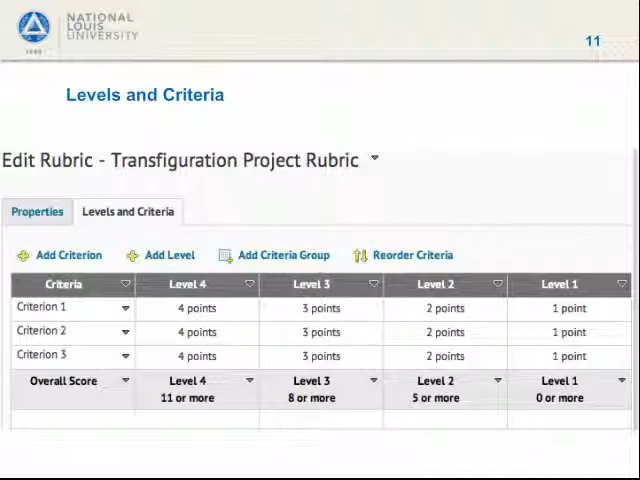 NATIONAL
LOUIS
UNIVERSITY
1886
11
Levels and Criteria
Edit Rubric - Transfiguration Project Rubric
Properties Levels and Criteria
Add Criterion Add Level Add Criteria Group Reorder Criteria
Criteria Level 4 Level 3 Level 2 Level 1
Criterion 1 4 points 3 points 2 points 1 point
Criterion 2 4 points 3 points 2 points 1 point
Criterion 3 4 points 3 points 2 points 1 point
Overall Score Level 4 Level 3 Level 2 Level 1
11 or more 8 or more 5 or more 0 or more